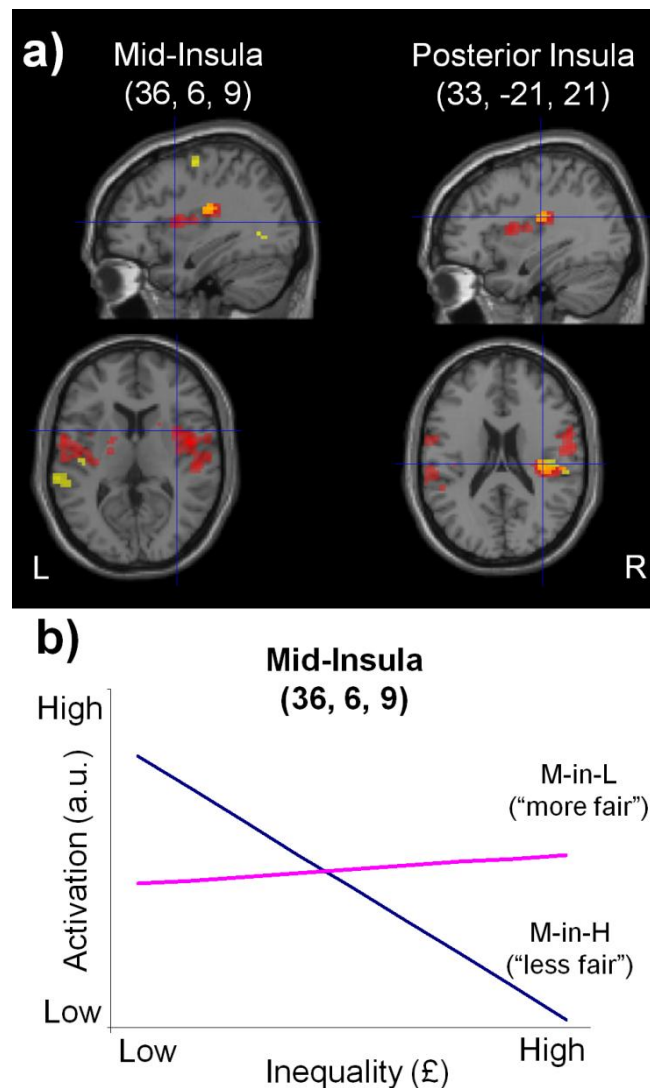 a)
Mid-Insula
(36, 6, 9)
Posterior Insula
(33, -21, 21)
L
R
b)
Mid-Insula
(36, 6, 9)
High
Activation (a.u.)
Low
M-in-L
("more fair")
M-in-H
("less fair")
Low
High
Inequality (£)